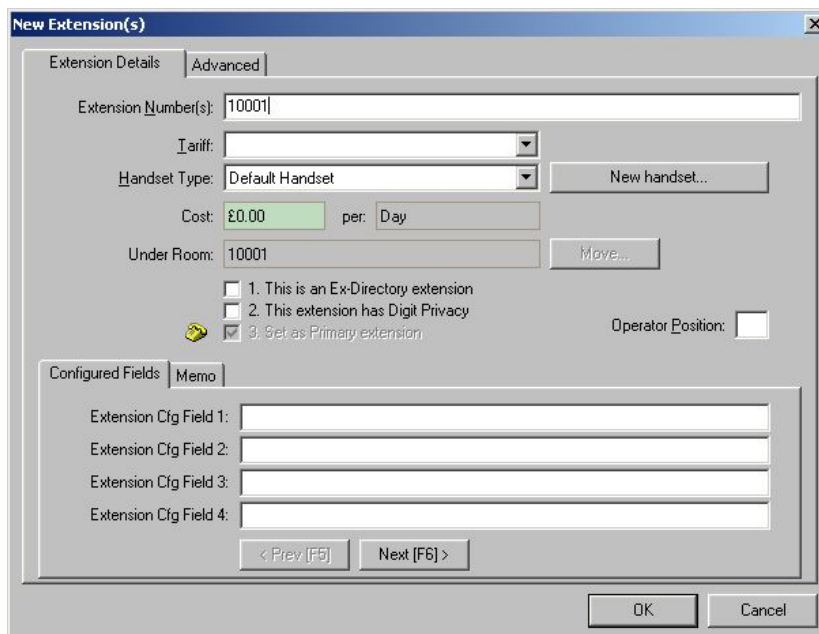 New Extension(s)
Extension Details Advanced
Extension Number(s): 10001
Tariff:
Handset Type: Default Handset New handset...
Cost: £0.00 per: Day
Under Room: 10001 Move...
1. This is an Ex-Directory extension
2. This extension has Digit Privacy
3. Set as Primary extension Operator Position:
Configured Fields Memo
Extension Cfg Field 1:
Extension Cfg Field 2:
Extension Cfg Field 3:
Extension Cfg Field 4:
< Prev [F5] Next [F6] >
OK Cancel